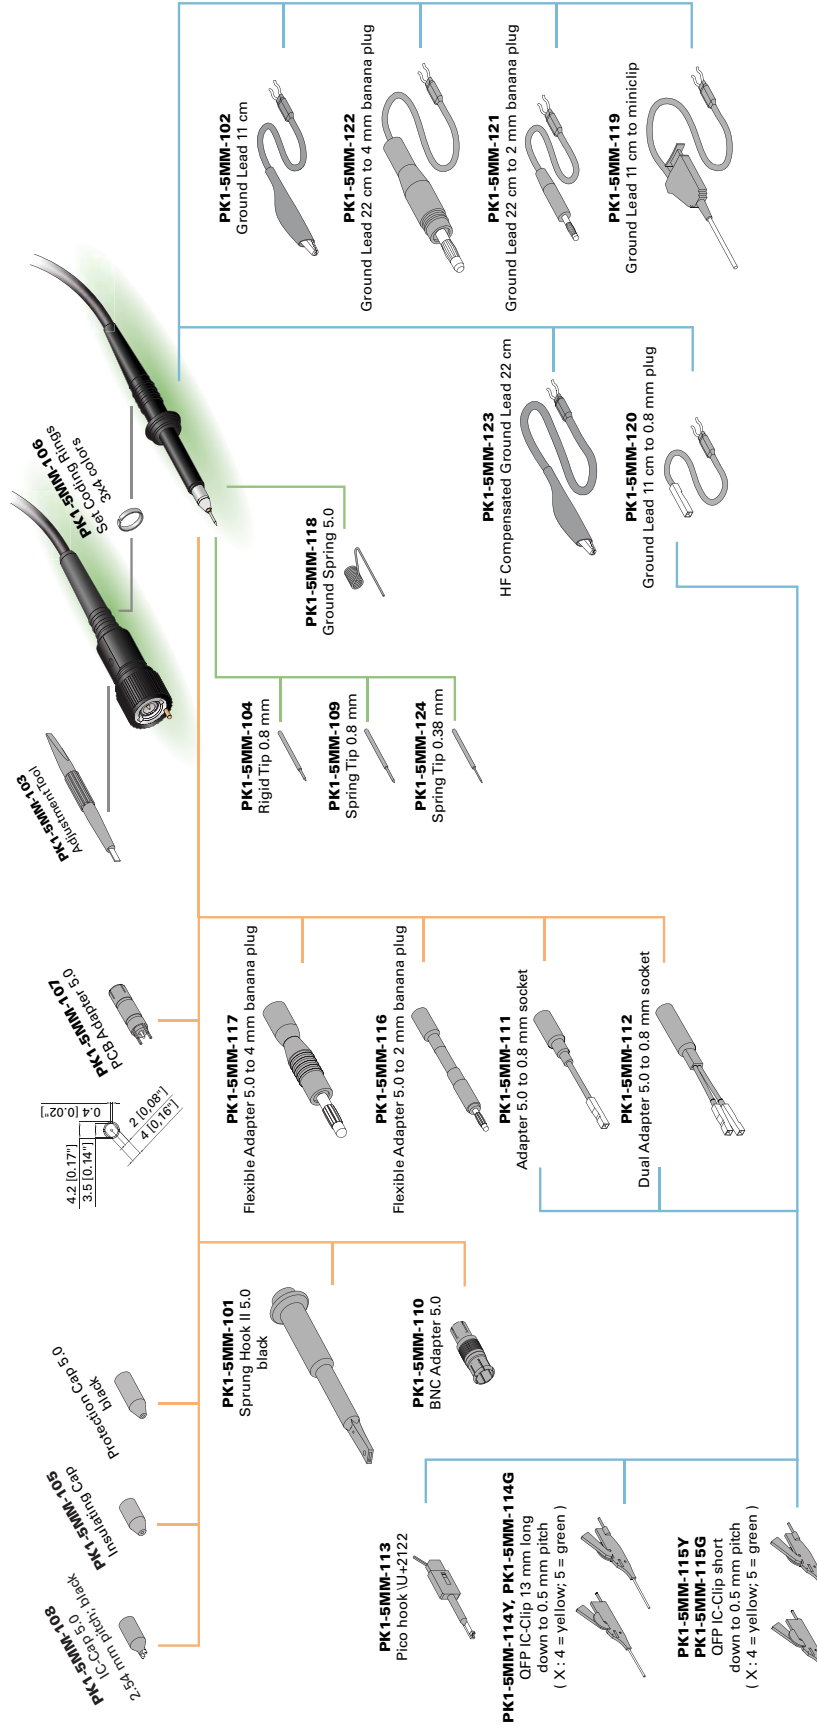 PK1-5MM-108
IC-Cap 5.0
2.54 mm pitch, black
PK1-5MM-105
Insulating Cap
Protection Cap 5.0
black
4.2 [0.17"]
3.5 [0.14"]
0.4 [0.02"]
2 [0,08"]
4 [0,16"]
PK1-5MM-107
PCB Adapter 5.0
PK1-5MM-103
Adjustment Tool
PK1-5MM-106
Set Coding Rings
3x4 colors
PK1-5MM-101
Sprung Hook II 5.0
black
PK1-5MM-110
BNC Adapter 5.0
PK1-5MM-117
Flexible Adapter 5.0 to 4 mm banana plug
PK1-5MM-116
Flexible Adapter 5.0 to 2 mm banana plug
PK1-5MM-111
Adapter 5.0 to 0.8 mm socket
PK1-5MM-112
Dual Adapter 5.0 to 0.8 mm socket
PK1-5MM-104
Rigid Tip 0.8 mm
PK1-5MM-109
Spring Tip 0.8 mm
PK1-5MM-124
Spring Tip 0.38 mm
PK1-5MM-118
Ground Spring 5.0
PK1-5MM-102
Ground Lead 11 cm
PK1-5MM-122
Ground Lead 22 cm to 4 mm banana plug
PK1-5MM-121
Ground Lead 22 cm to 2 mm banana plug
PK1-5MM-119
Ground Lead 11 cm to miniclip
PK1-5MM-123
HF Compensated Ground Lead 22 cm
PK1-5MM-120
Ground Lead 11 cm to 0.8 mm plug
PK1-5MM-113
Pico hook \U+2122
PK1-5MM-114Y, PK1-5MM-114G
QFP IC-Clip 13 mm long
down to 0.5 mm pitch
( X : 4 = yellow; 5 = green )
PK1-5MM-115Y
PK1-5MM-115G
QFP IC-Clip short
down to 0.5 mm pitch
( X : 4 = yellow; 5 = green )